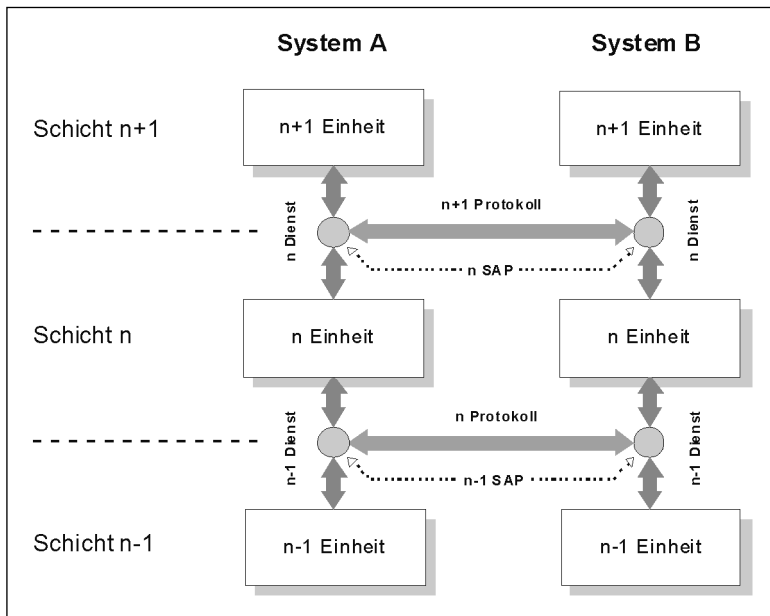 System A
System B
Schicht n+1
n+1 Einheit
n+1 Einheit
n Dienst
n+1 Protokoll
n Dienst
n SAP
Schicht n
n Einheit
n Einheit
n-1 Dienst
n Protokoll
n-1 Dienst
n-1 SAP
Schicht n-1
n-1 Einheit
n-1 Einheit